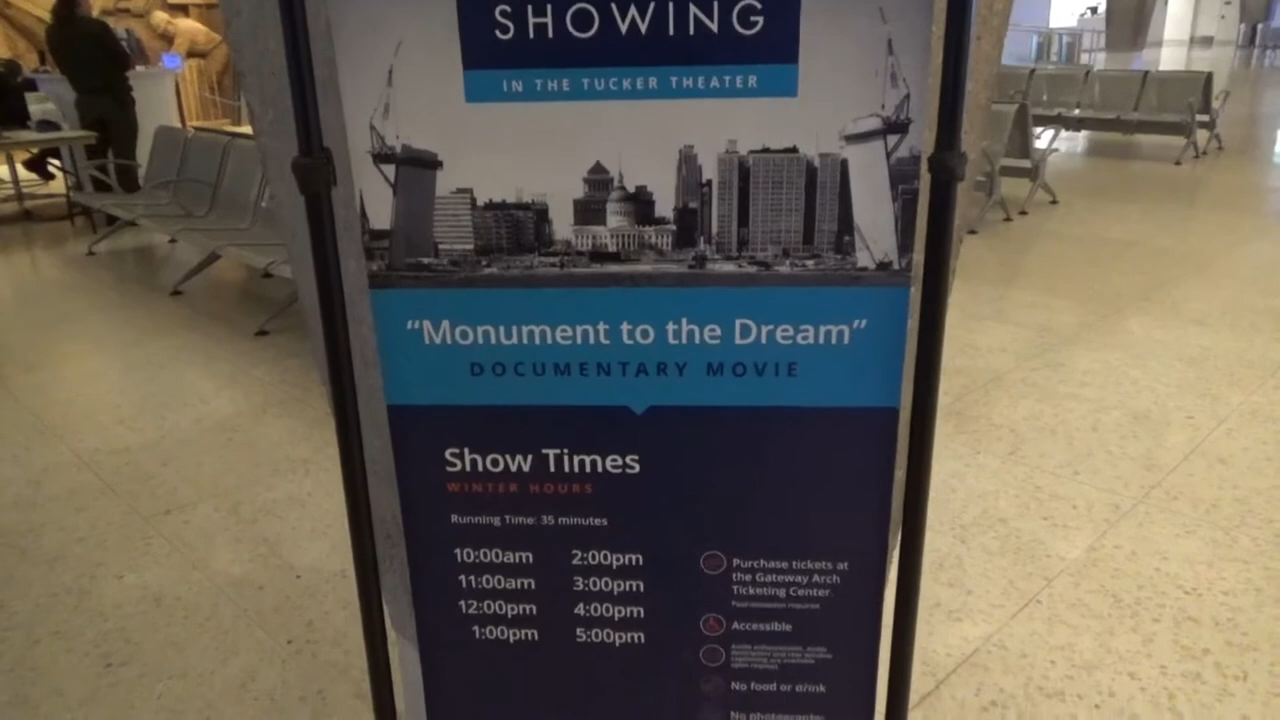 SHOWING
IN THE TUCKER THEATER
“Monument to the Dream”
DOCUMENTARY MOVIE
Show Times
WINTER HOURS
Running Time: 35 minutes
10:00am 2:00pm
11:00am 3:00pm
12:00pm 4:00pm
1:00pm 5:00pm
Purchase tickets at
the Gateway Arch
Ticketing Center.
Accessible
No food or drink
No